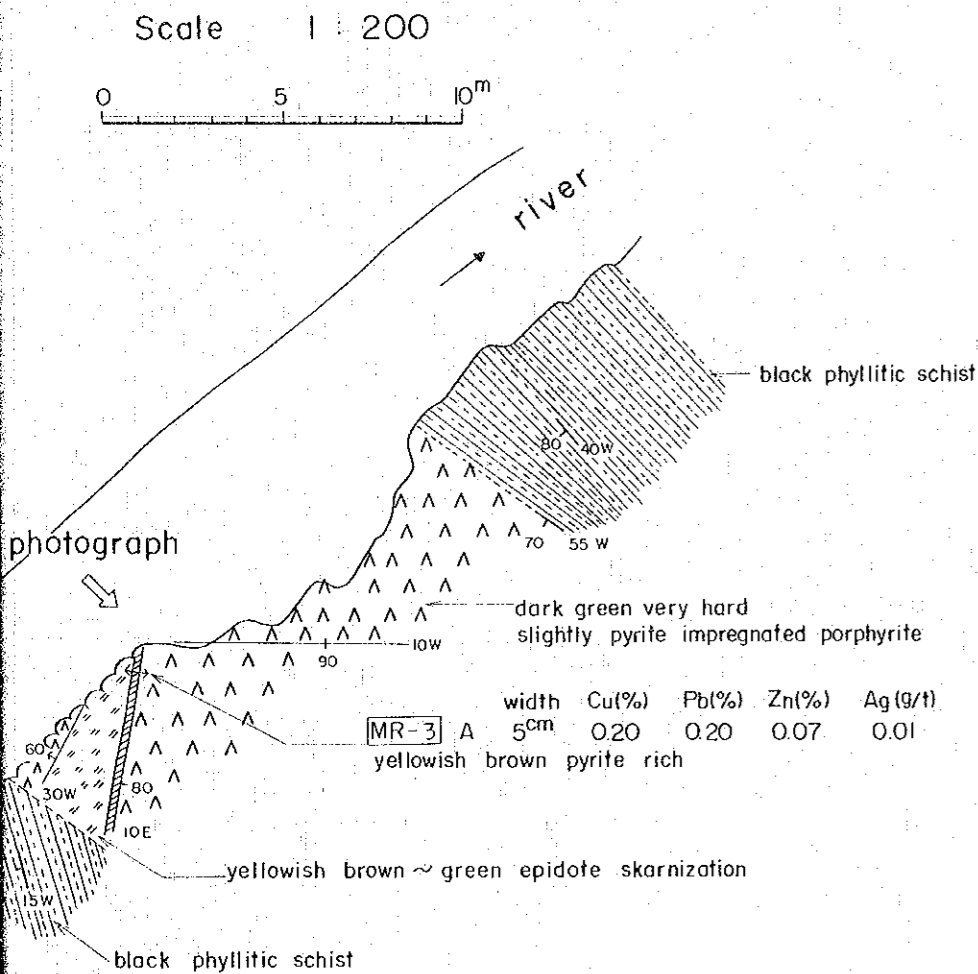 Scale 1 : 200
0 5 10m
river
black phyllitic schist
80 40W
70 55 W
photograph
dark green very hard
slightly pyrite impregnated porphyrite
10W
90
width Cu(%) Pb(%) Zn(%) Ag(g/t)
MR-3 A 5cm 0.20 0.20 0.07 0.01
yellowish brown pyrite rich
60
30W
80
10E
yellowish brown ~ green epidote skarnization
15W
black phyllitic schist